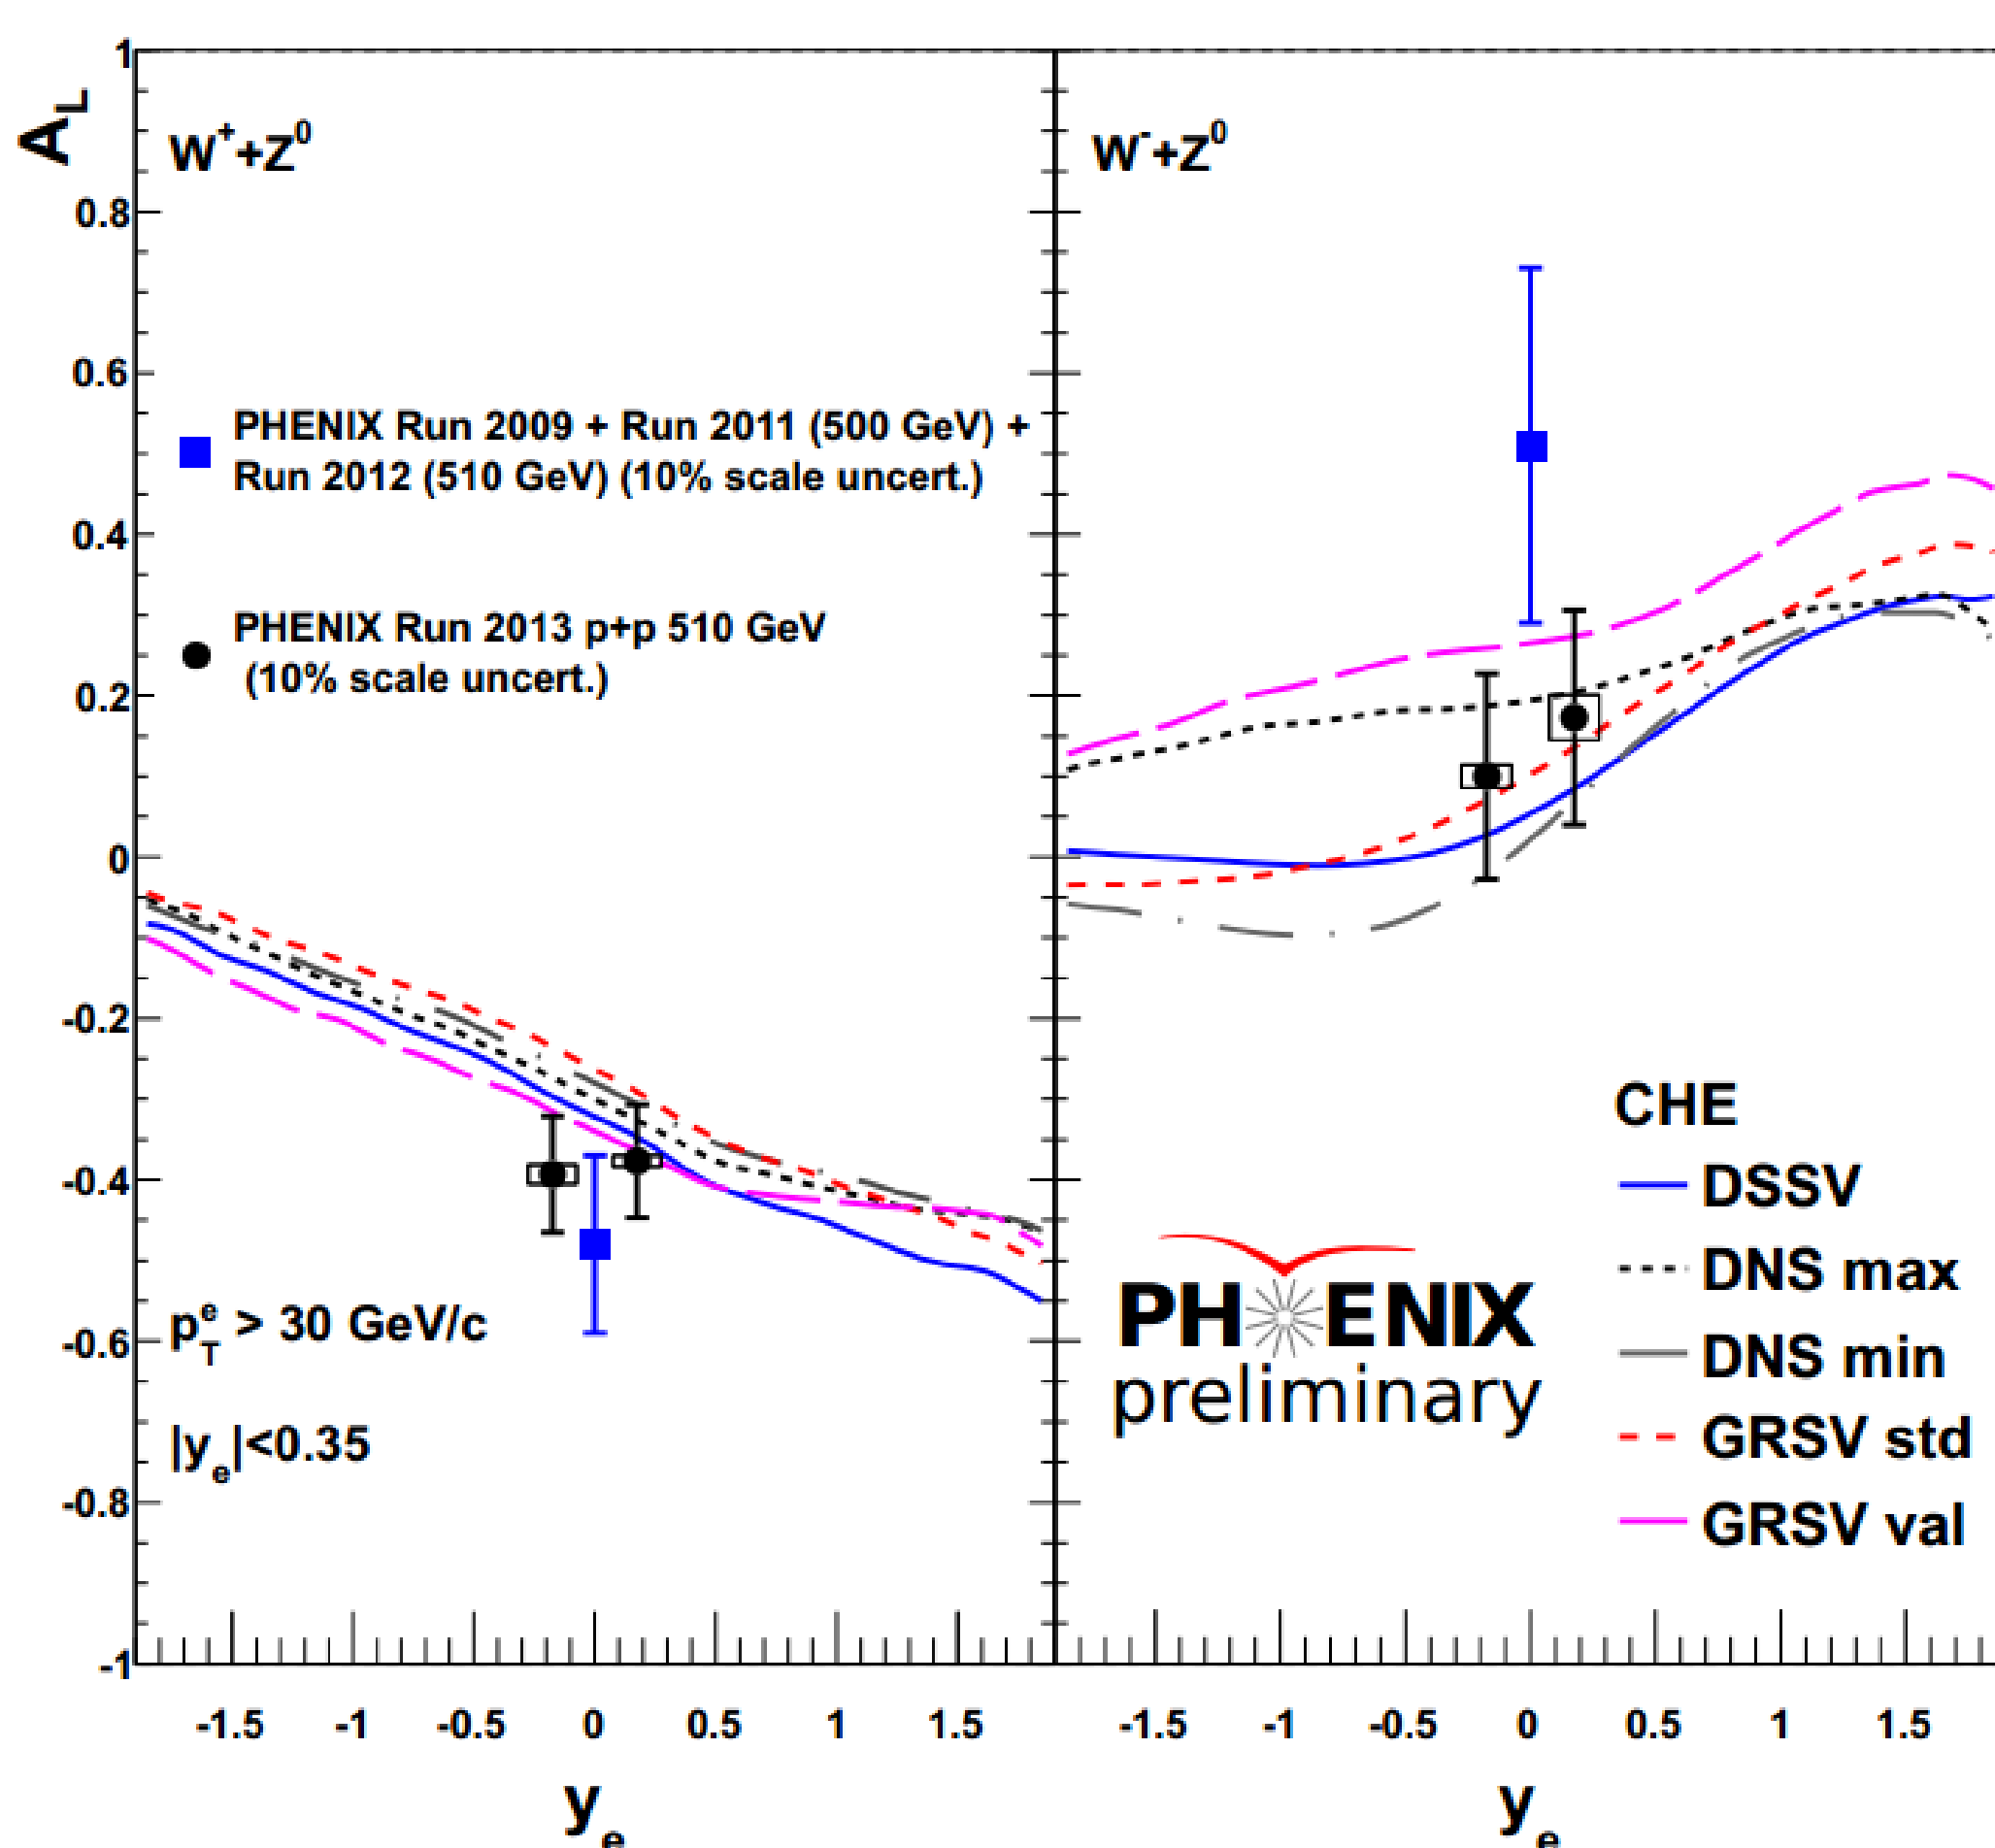 A_L
W^+ +Z^0
W^- +Z^0
1
0.8
0.6
0.4
0.2
0
-0.2
-0.4
-0.6
-0.8
-1
PHENIX Run 2009 + Run 2011 (500 GeV) +
Run 2012 (510 GeV) (10% scale uncert.)
PHENIX Run 2013 p+p 510 GeV
(10% scale uncert.)
p_T^e > 30 GeV/c
|y_e|<0.35
PHENIX
preliminary
CHE
DSSV
DNS max
DNS min
GRSV std
GRSV val
-1.5 -1 -0.5 0 0.5 1 1.5
-1.5 -1 -0.5 0 0.5 1 1.5
y_e
y_e